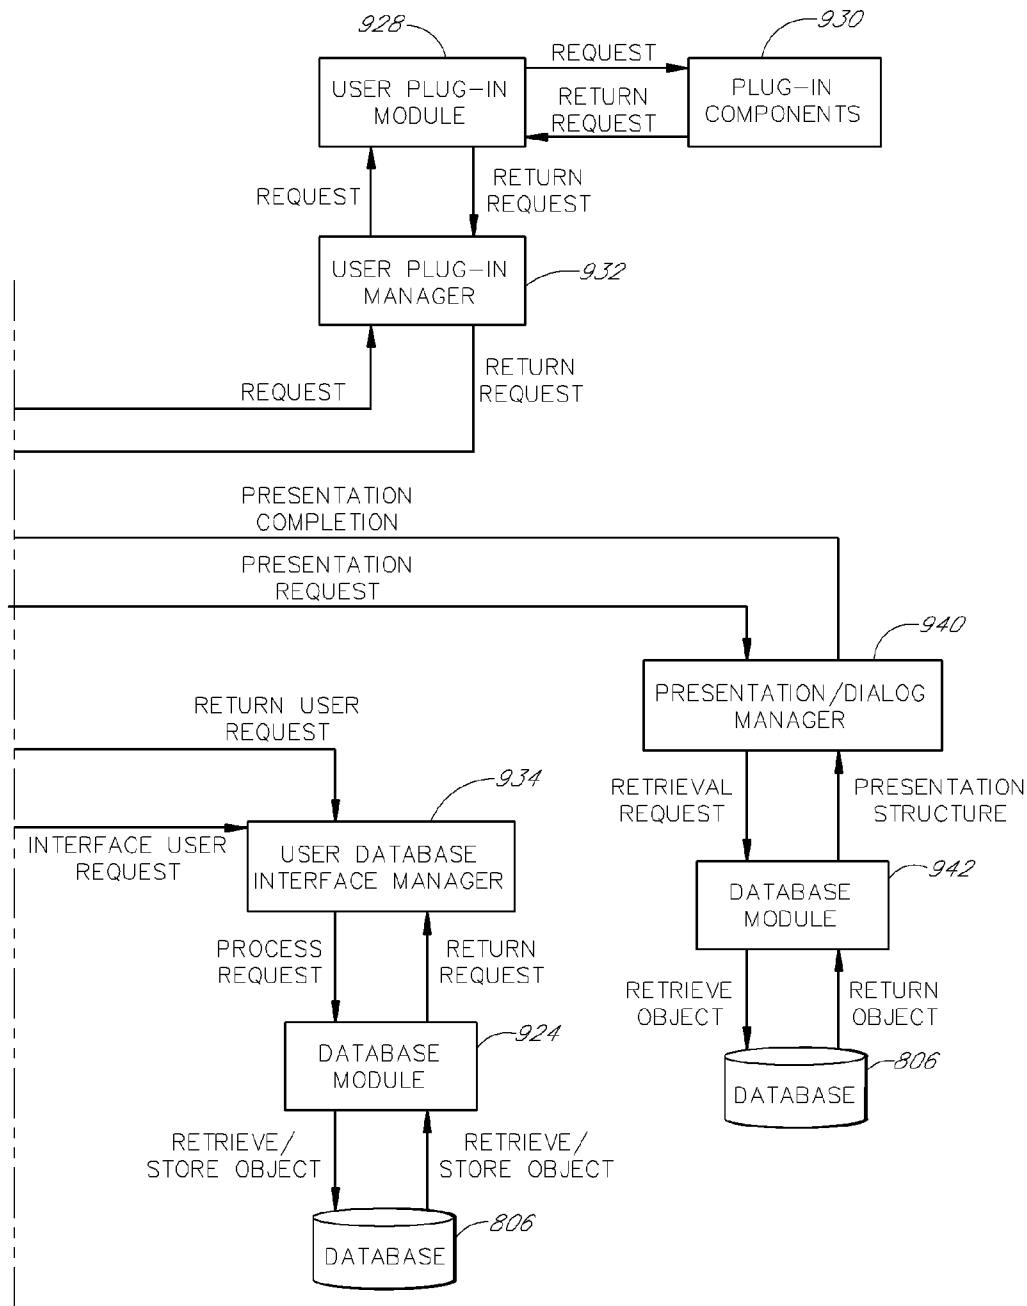 928
930
REQUEST
USER PLUG-IN
MODULE
PLUG-IN
COMPONENTS
RETURN
REQUEST
REQUEST
RETURN
REQUEST
USER PLUG-IN
MANAGER
932
REQUEST
RETURN
REQUEST
PRESENTATION
COMPLETION
PRESENTATION
REQUEST
940
PRESENTATION/DIALOG
MANAGER
RETURN USER
REQUEST
934
RETRIEVAL
REQUEST
PRESENTATION
STRUCTURE
INTERFACE USER
REQUEST
USER DATABASE
INTERFACE MANAGER
942
DATABASE
MODULE
PROCESS
REQUEST
RETURN
REQUEST
RETRIEVE
OBJECT
RETURN
OBJECT
924
DATABASE
MODULE
806
DATABASE
RETRIEVE/
STORE OBJECT
RETRIEVE/
STORE OBJECT
806
DATABASE